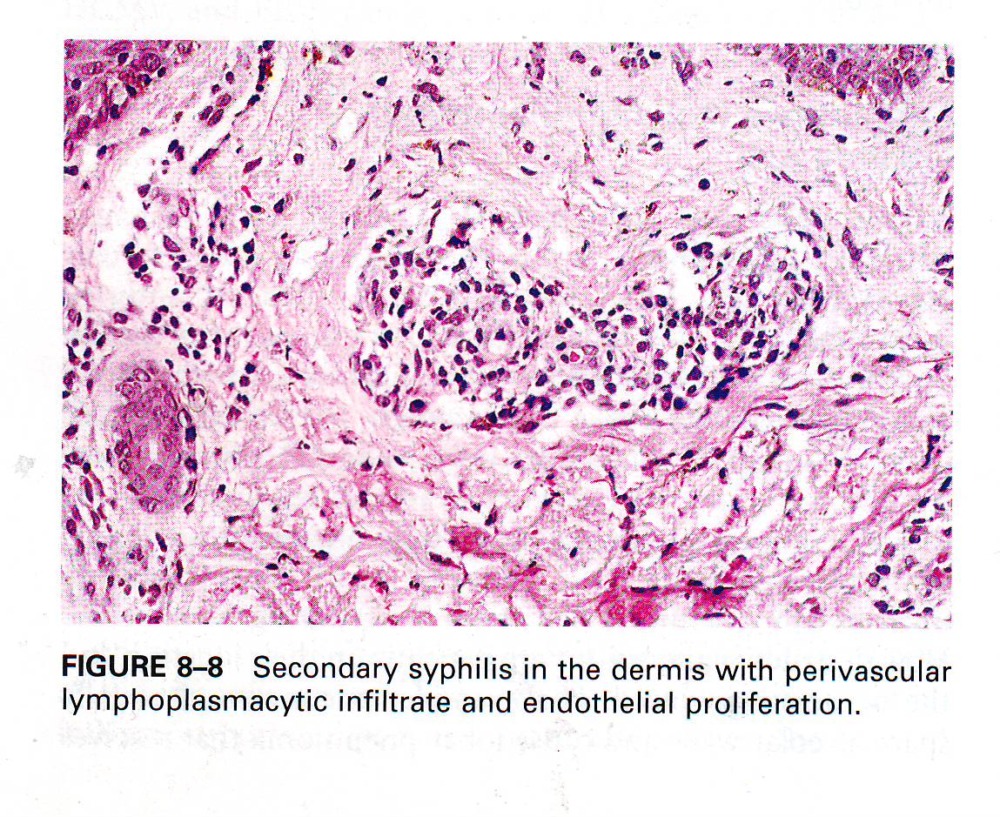 FIGURE 8–8 Secondary syphilis in the dermis with perivascular
lymphoplasmacytic infiltrate and endothelial proliferation.